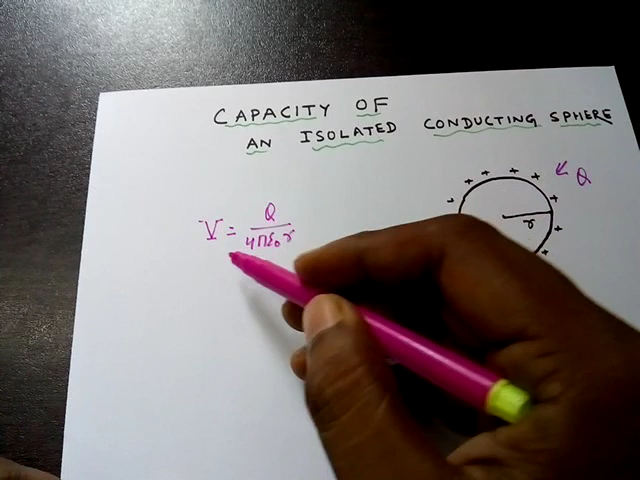 CAPACITY OF
AN ISOLATED CONDUCTING SPHERE
+ + + + + + + Q
r
V = Q / 4πε₀r